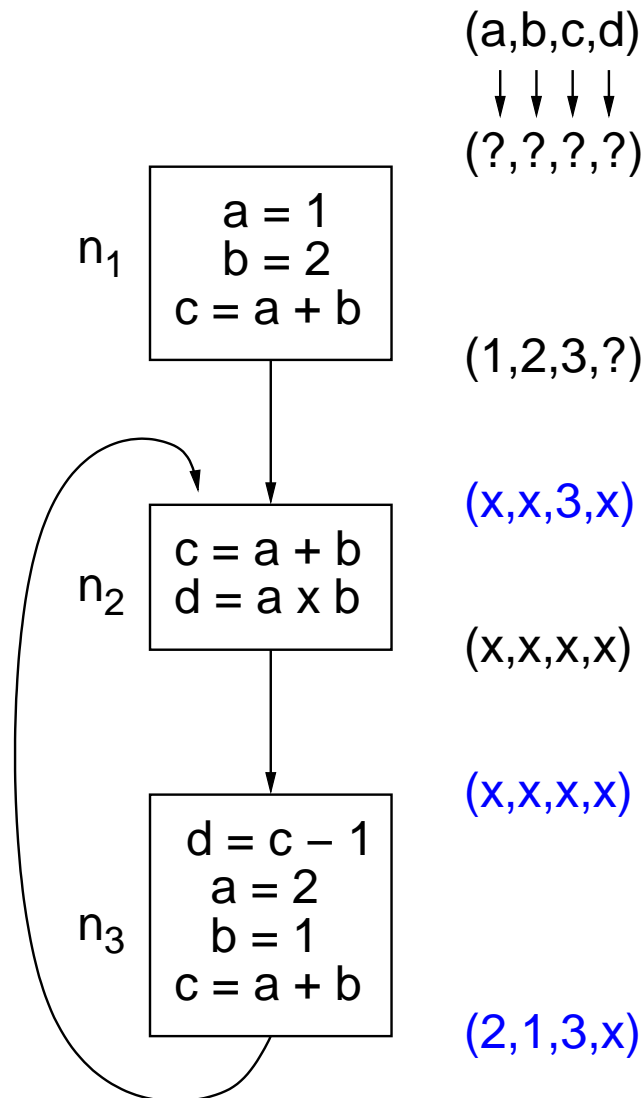 (a,b,c,d)
(?,?,?,?)
n1
a = 1
b = 2
c = a + b
(1,2,3,?)
(x,x,3,x)
n2
c = a + b
d = a x b
(x,x,x,x)
(x,x,x,x)
n3
d = c – 1
a = 2
b = 1
c = a + b
(2,1,3,x)